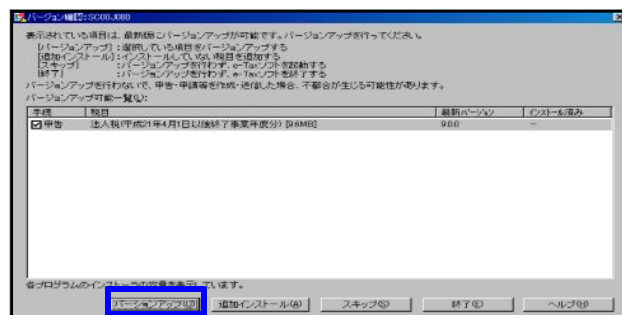 バージョン確認:SC00J080
表示されている項目は、最新版にバージョンアップが可能です。バージョンアップを行ってください。
[バージョンアップ]:選択している項目をバージョンアップする
[追加インストール]:インストールしていない税目を追加する
[スキップ] :バージョンアップを行わず、e-Taxソフトを起動する
[終了] :バージョンアップを行わず、e-Taxソフトを終了する
バージョンアップを行わないで、申告・申請等を作成・送信した場合、不都合が生じる可能性があります。
バージョンアップ可能一覧(L):
手続 税目 最新バージョン インストール済み
申告 法人税(平成21年4月1日以後終了事業年度分) [9.6MB] 9.0.0 −
各プログラムのインストーラの容量を表示しています。
バージョンアップ(U) 追加インストール(A) スキップ(S) 終了(E) ヘルプ(H)